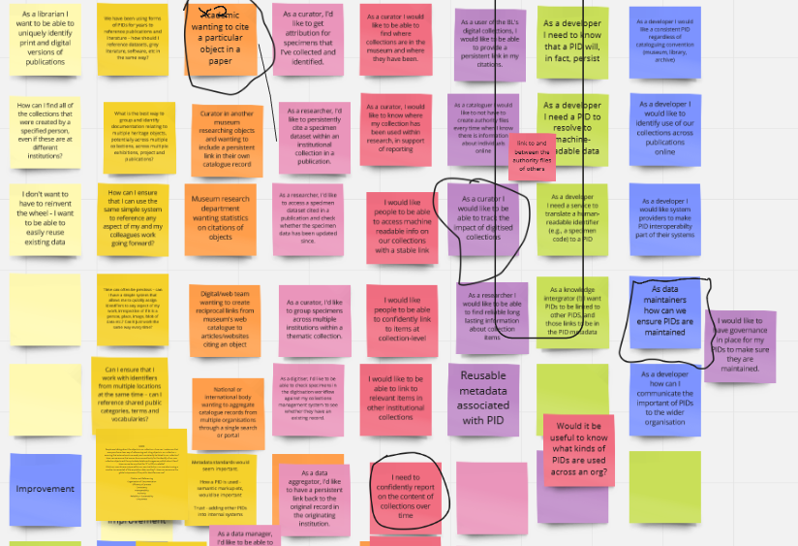 As a librarian I
want to be able to
uniquely identify
print and digital
versions of
publications
We have been using forms
of PIDs for years to
reference publications and
literature - how should I
reference datasets, grey
literature, software, etc in
the same way?
x2
Academic
wanting to cite
a particular
object in a
paper
As a curator, I'd
like to get
attribution for
specimens that
I've collected and
identified.
As a curator I would
like to be able to
find where
collections are in the
museum and where
they have been.
As a user of the BL's
digital collections, I
would like to be able
to provide a
persistent link in my
citations.
As a developer
I need to know
that a PID will,
in fact, persist
As a developer I would
like a consistent PID
regardless of
cataloguing convention
(museum, library,
archive)
How can I find all of
the collections that
were created by a
specified person,
even if these are at
different
institutions?
What is the best way to
group and identify
documentation relating to
multiple heritage objects,
potentially across multiple
collections, across multiple
exhibitions, project and
publications?
Curator in another
museum
researching objects
and wanting to
include a persistent
link in their own
catalogue record
As a researcher, I'd
like to persistently
cite a specimen
dataset within an
institutional
collection in a
publication.
As a curator, I would
like to know where
my collection has
been used within
research, in support
of reporting
As a cataloguer I would
like to not have to
create authority files
every time when I know
there is information
about individuals
online
link to and
between the
authority files
of others
As a developer
I need a PID to
resolve to
machine-
readable data
As a developer I
would like to
identify use of our
collections across
publications
online
I don't want to
have to reinvent
the wheel - I want
to be able to
easily reuse
existing data
How can I ensure
that I can use the
same simple system
to reference any
aspect of my and my
colleagues work
going forward?
Museum research
department
wanting statistics
on citations of
objects
As a researcher, I'd like
to access a specimen
dataset cited in a
publication and check
whether the specimen
data has been updated
since.
I would like
people to be able
to access machine
readable info on
our collections
with a stable link
As a curator I
would like to be
able to track the
impact of digitised
collections
As a developer
I need a service to
translate a human-
readable identifier
(e.g., a specimen
code) to a PID
As a developer I
would like system
providers to make
PID interoperability
part of their systems
Digital/web team
wanting to create
reciprocal links from
museum's web
catalogue to
articles/websites
citing an object
As a curator, I'd like
to group specimens
across multiple
institutions within a
thematic collection.
I would like
people to be able
to confidently link
to items at
collection-level
As a researcher I
would like to be able
to find reliable long
lasting information
about collection
items
As a knowledge
intergrator (I'd want
PIDs to link to
other PIDs, and
those links to be in
the PID metadata
As data
maintainers
how can we
ensure PIDs are
maintained
I would like to
have governance
in place for my
PIDs to make sure
they are
maintained.
Can I ensure that I
work with identifiers
from multiple locations
at the same time - can I
reference shared public
categories, terms and
vocabularies?
National or
international body
wanting to aggregate
catalogue records from
multiple organisations
through a single search
or portal
As a digitiser, I'd like to be able
to check specimens in
the digitisation workflow
against my collections
management system to see
whether they have an
existing record.
I would like to be
able to link to
relevant items in
other institutional
collections
Reusable
metadata
associated
with PID
As a developer
how can I
communicate the
important of PIDs
to the wider
organisation
Would it be
useful to know
what kinds of
PIDs are used
across an org?
Improvement
Improvement
Metadata standards would
seem important.
How a PID is used -
semantic markup etc,
would be important
Trust - adding other PIDs
into internal systems
As a data
aggregator, I'd like
to have a persistent
link back to the
original record in
the originating
institution.
I need to
confidently report
on the content of
collections over
time
As a data manager,
I'd like to be able to